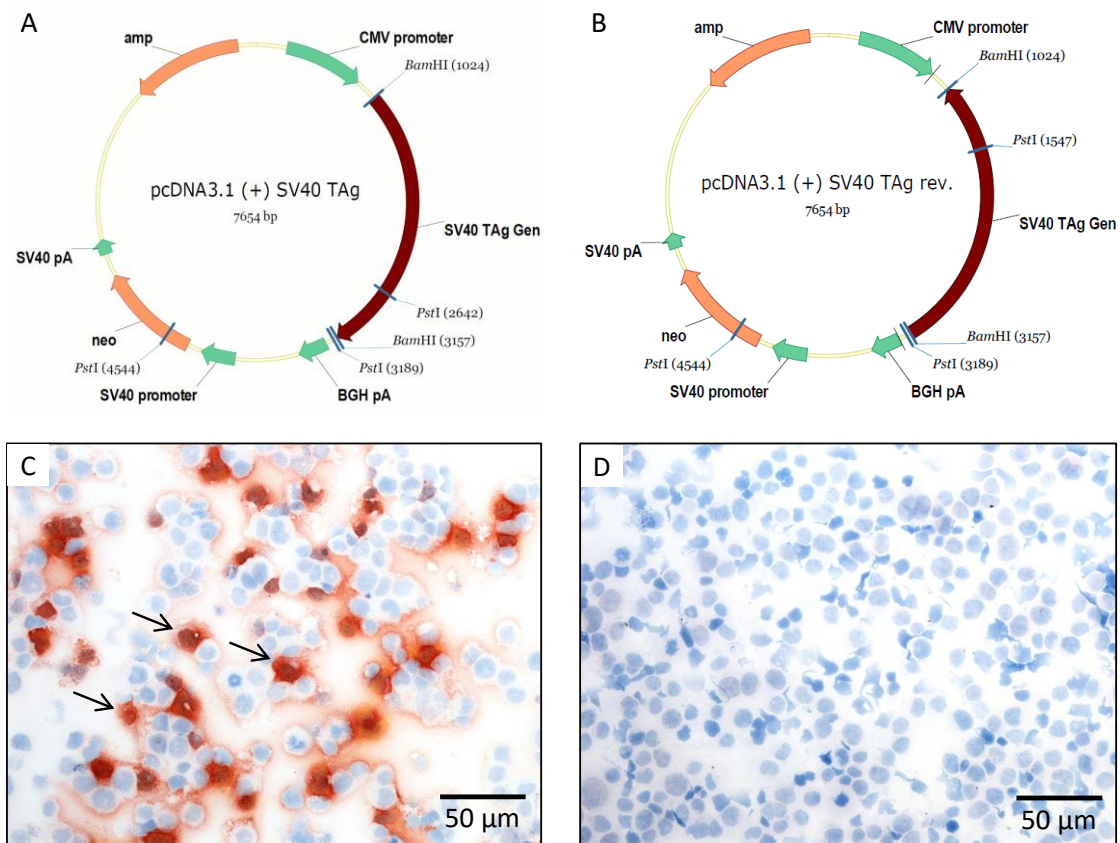 A
amp
CMV promoter
BamHI (1024)
pcDNA3.1 (+) SV40 TAg
7654 bp
SV40 TAg Gen
SV40 pA
PstI (2642)
neo
BamHI (3157)
PstI (4544)
PstI (3189)
SV40 promoter
BGH pA
B
amp
CMV promoter
BamHI (1024)
PstI (1547)
pcDNA3.1 (+) SV40 TAg rev.
7654 bp
SV40 TAg Gen
SV40 pA
neo
BamHI (3157)
PstI (4544)
PstI (3189)
SV40 promoter
BGH pA
C
50 µm
D
50 µm